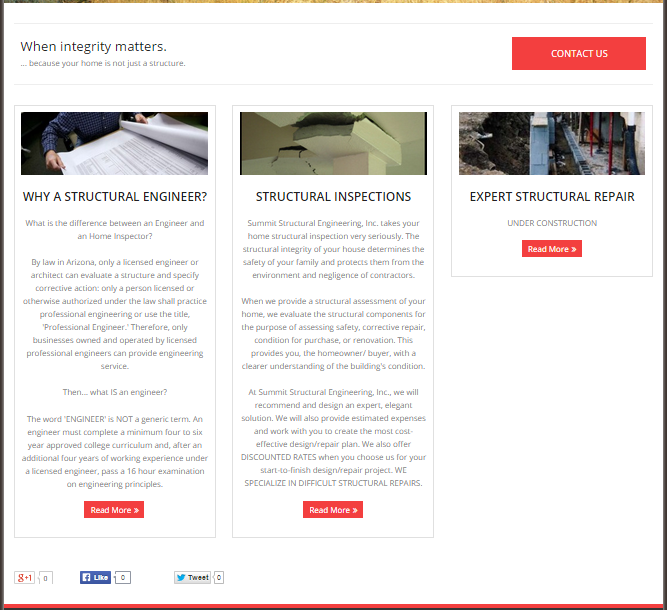 When integrity matters.
... because your home is not just a structure.
CONTACT US
WHY A STRUCTURAL ENGINEER?
What is the difference between an Engineer and
an Home Inspector?
By law in Arizona, only a licensed engineer or
architect can evaluate a structure and specify
corrective action: only a person licensed or
otherwise authorized under the law shall practice
professional engineering or use the title,
'Professional Engineer.' Therefore, only
businesses owned and operated by licensed
professional engineers can provide engineering
service.
Then... what IS an engineer?
The word 'ENGINEER' is NOT a generic term. An
engineer must complete a minimum four to six
year approved college curriculum and, after an
additional four years of working experience under
a licensed engineer, pass a 16 hour examination
on engineering principles.
Read More »
STRUCTURAL INSPECTIONS
Summit Structural Engineering, Inc. takes your
home structural inspection very seriously. The
structural integrity of your house determines the
safety of your family and protects them from the
environment and negligence of contractors.
When we provide a structural assessment of your
home, we evaluate the structural components for
the purpose of assessing safety, corrective repair,
condition for purchase, or renovation. This
provides you, the homeowner/ buyer, with a
clearer understanding of the building's condition.
At Summit Structural Engineering, Inc., we will
recommend and design an expert, elegant
solution. We will also provide estimated expenses
and work with you to create the most cost-
effective design/repair plan. We also offer
DISCOUNTED RATES when you choose us for your
start-to-finish design/repair project. WE
SPECIALIZE IN DIFFICULT STRUCTURAL REPAIRS.
Read More »
EXPERT STRUCTURAL REPAIR
UNDER CONSTRUCTION
Read More »
g+1 0
Like 0
Tweet 0